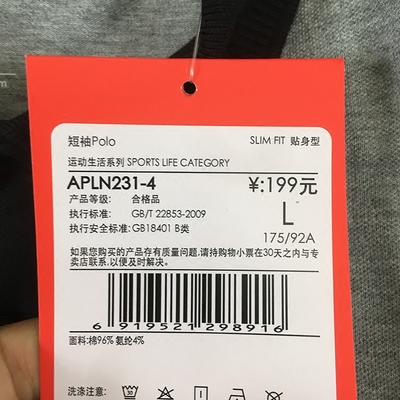 短袖Polo
SLIM FIT 贴身型
运动生活系列 SPORTS LIFE CATEGORY
APLN231-4
¥:199元
产品等级: 合格品
执行标准: GB/T 22853-2009
L
执行安全标准: GB18401 B类
175/92A
如果您购买的产品存有质量问题,请持购物小票在30天之内与专
卖店联系,以便及时解决。
6 919521 298916
面料:棉96% 氨纶4%
洗涤注意: